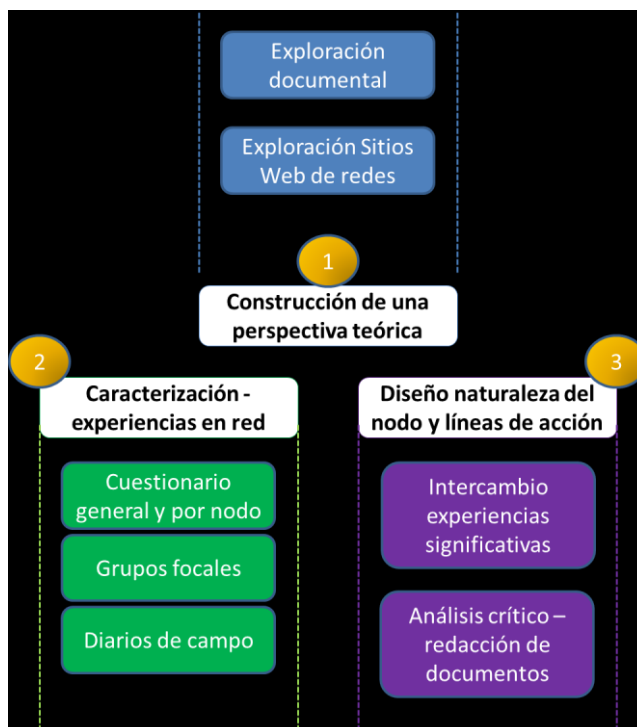 Exploración
documental
Exploración Sitios
Web de redes
1
Construcción de una
perspectiva teórica
2
Caracterización -
experiencias en red
Cuestionario
general y por nodo
Grupos focales
Diarios de campo
3
Diseño naturaleza del
nodo y líneas de acción
Intercambio
experiencias
significativas
Análisis crítico –
redacción de
documentos